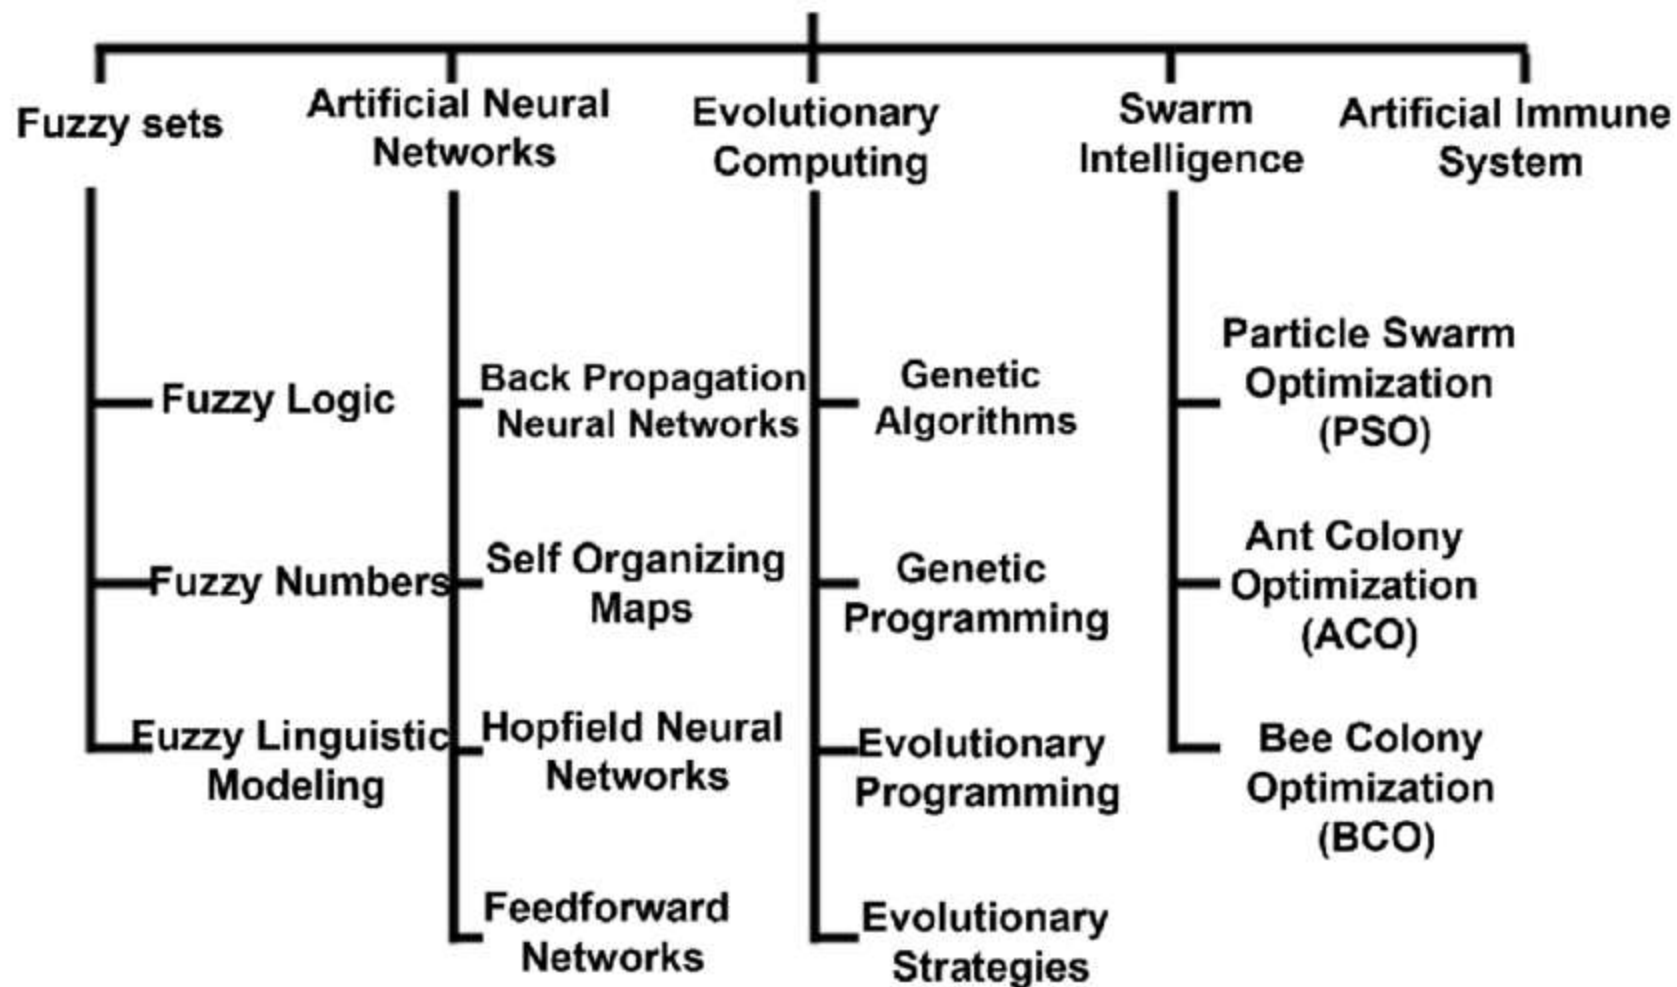 Fuzzy sets
Artificial Neural
Networks
Evolutionary
Computing
Swarm
Intelligence
Artificial Immune
System
Fuzzy Logic
Fuzzy Numbers
Fuzzy Linguistic
Modeling
Back Propagation
Neural Networks
Self Organizing
Maps
Hopfield Neural
Networks
Feedforward
Networks
Genetic
Algorithms
Genetic
Programming
Evolutionary
Programming
Evolutionary
Strategies
Particle Swarm
Optimization
(PSO)
Ant Colony
Optimization
(ACO)
Bee Colony
Optimization
(BCO)